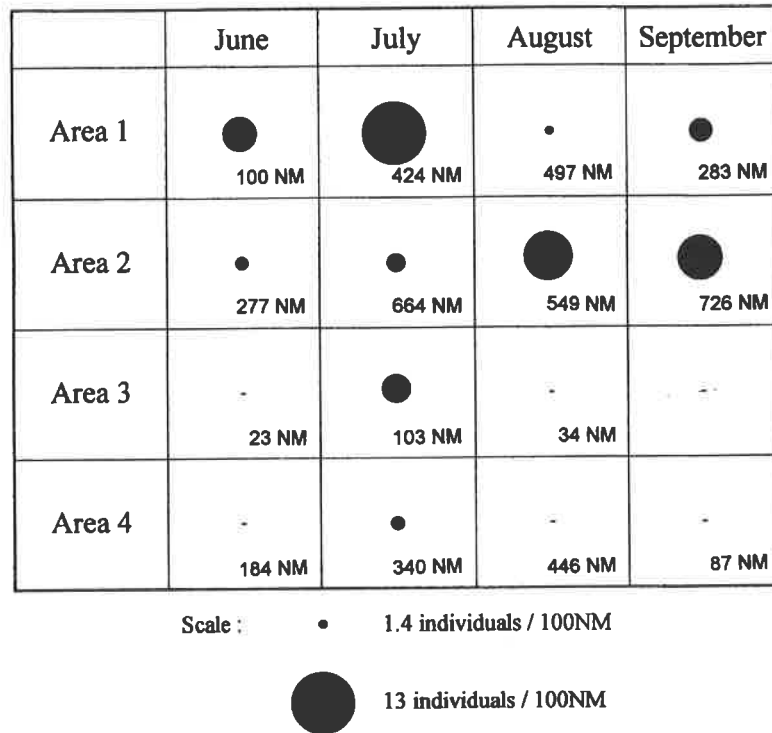 June July August September
Area 1
100 NM 424 NM 497 NM 283 NM
Area 2
277 NM 664 NM 549 NM 726 NM
Area 3 - - - -
23 NM 103 NM 34 NM
Area 4 - - - -
184 NM 340 NM 446 NM 87 NM
Scale : 1.4 individuals / 100NM
13 individuals / 100NM